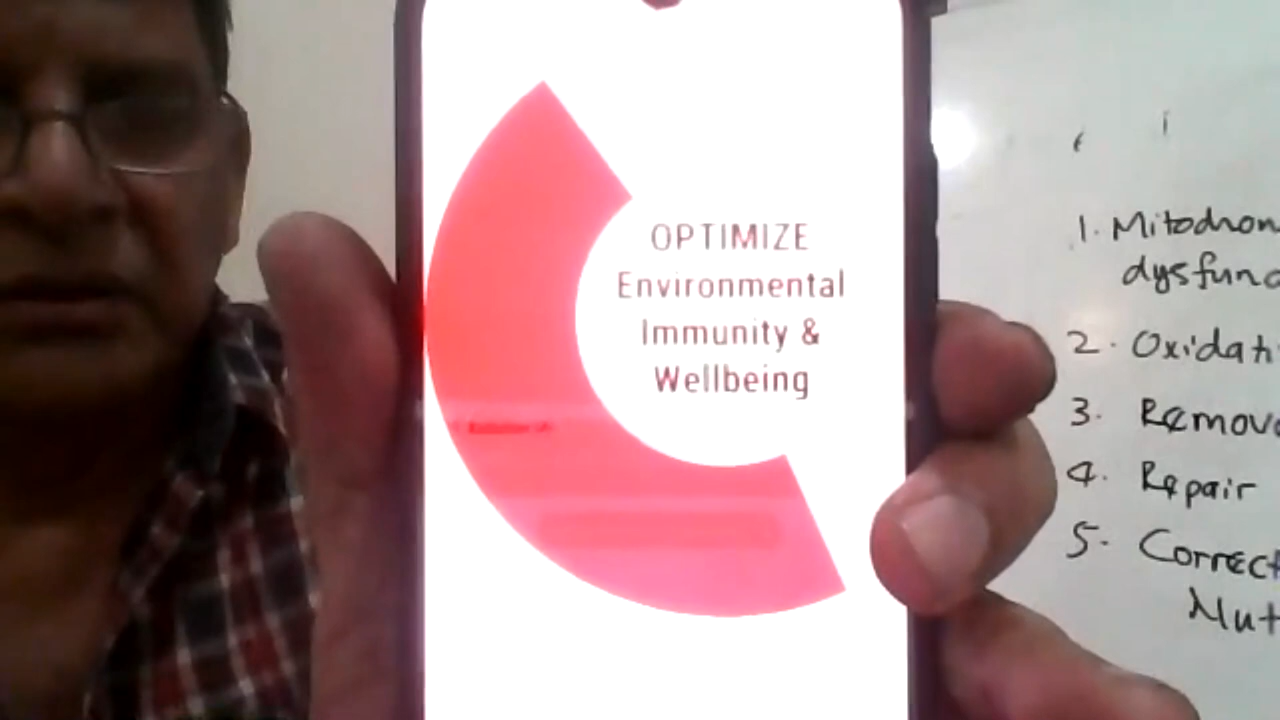 OPTIMIZE
Environmental
Immunity &
Wellbeing
1. Mitochon
dysfunc
2. Oxidati
3. Remov
4. Repair
5. Correct
Mut